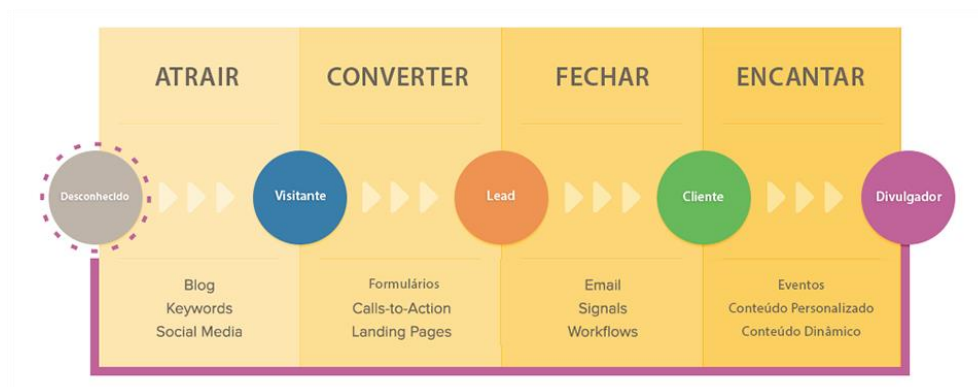 ATRAIR
CONVERTER
FECHAR
ENCANTAR
Desconhecido
Visitante
Lead
Cliente
Divulgador
Blog
Keywords
Social Media
Formulários
Calls-to-Action
Landing Pages
Email
Signals
Workflows
Eventos
Conteúdo Personalizado
Conteúdo Dinâmico